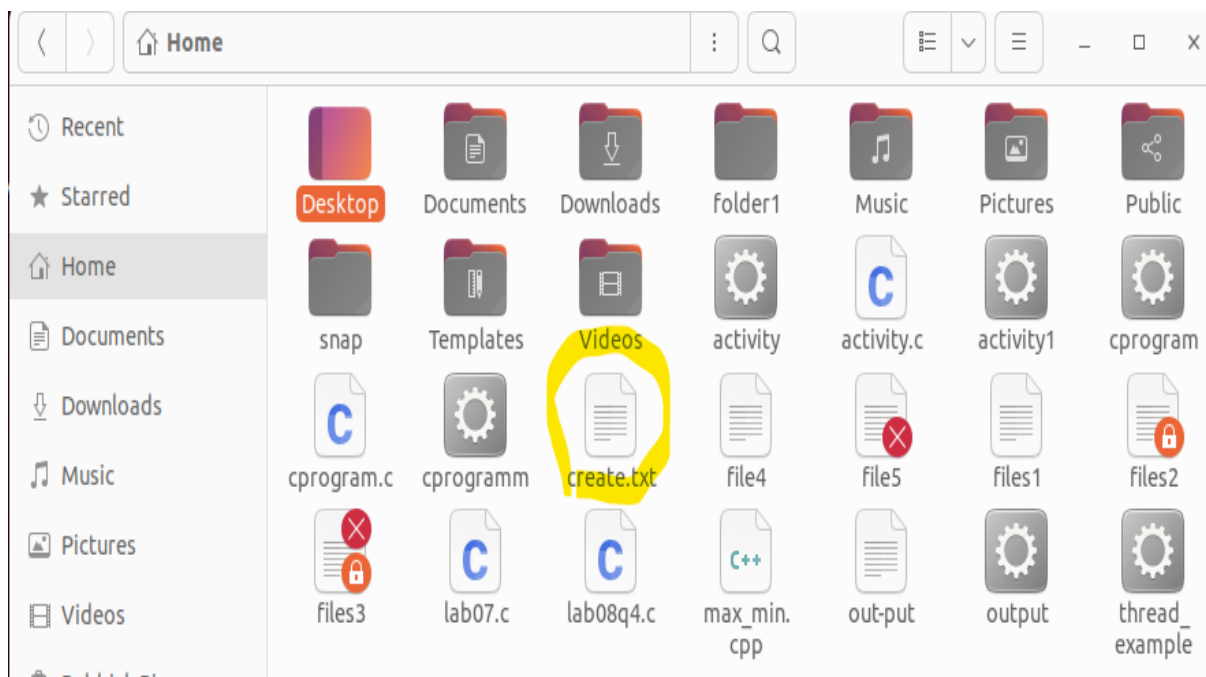 Home
Recent
Starred
Home
Documents
Downloads
Music
Pictures
Videos
Desktop Documents Downloads folder1 Music Pictures Public
snap Templates Videos activity activity.c activity1 cprogram
C
C
cprogram.c cprogramm create.txt file4 file5 files1 files2
C C C++
files3 lab07.c lab08q4.c max_min. out-put output thread_
cpp example